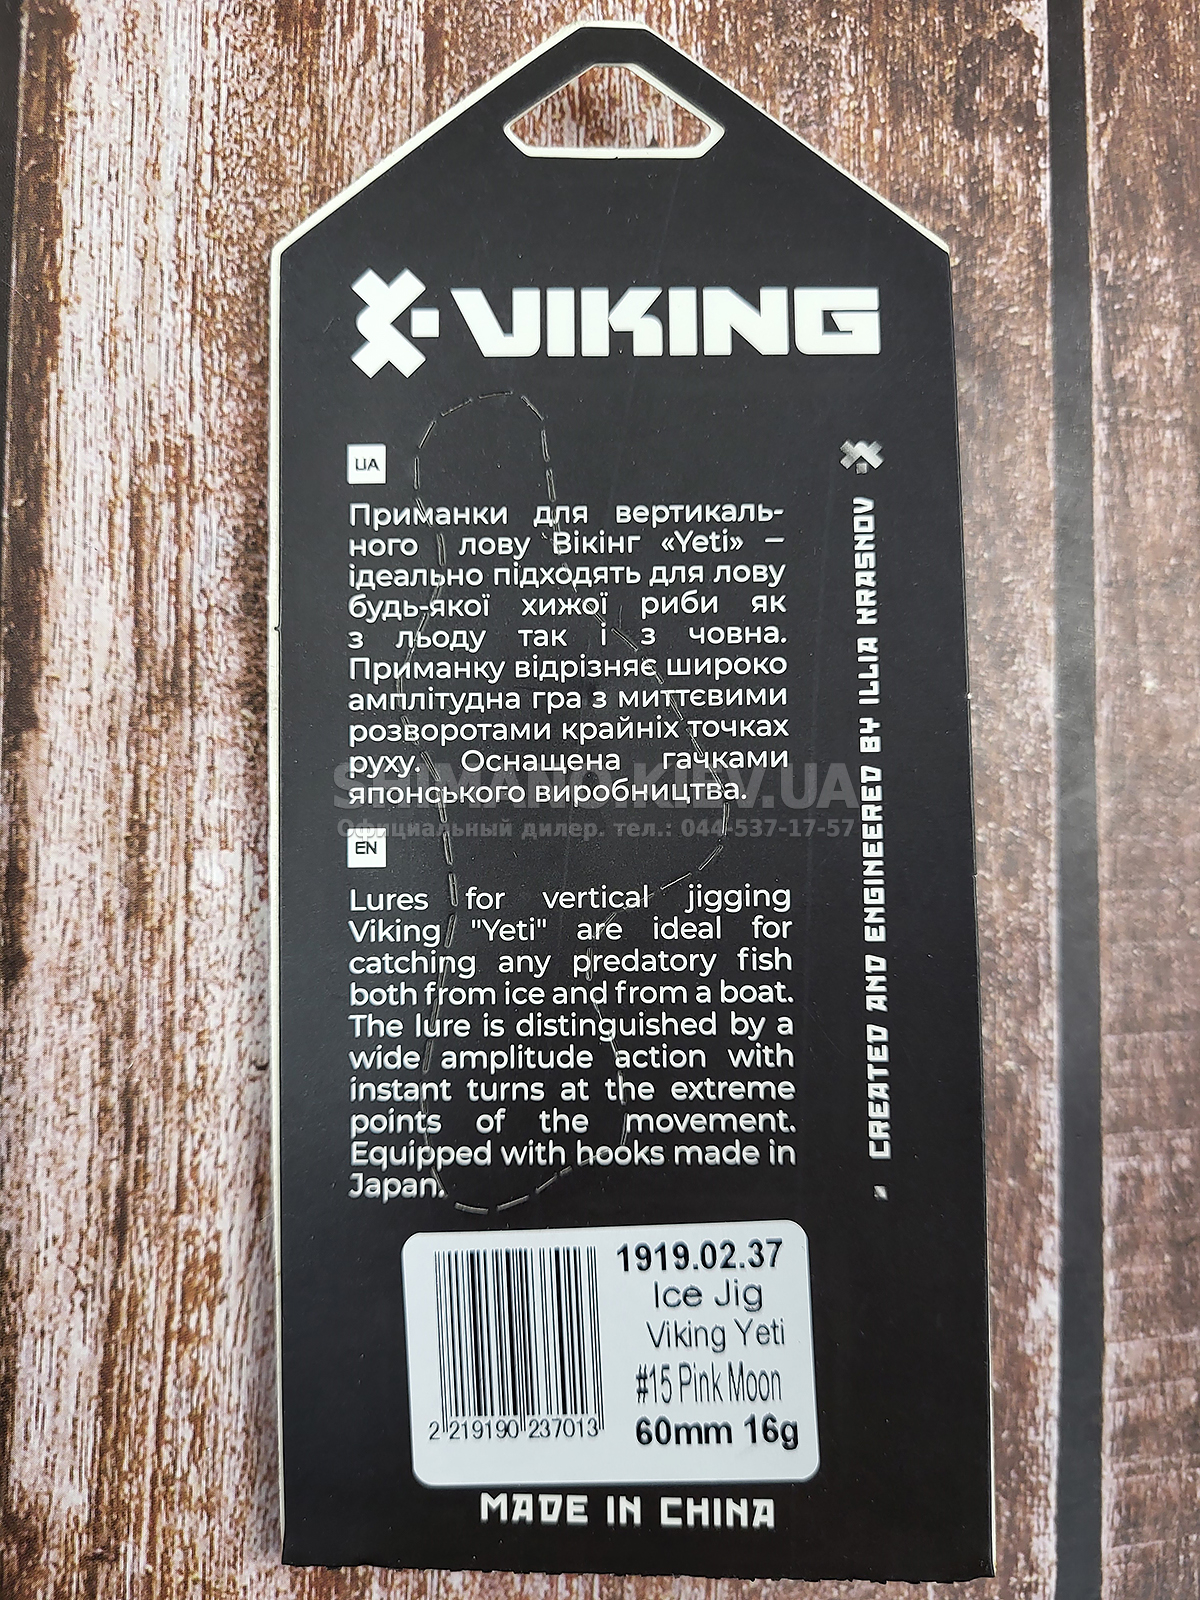 VIKING
UA
Приманки для вертикаль-
ного лову Вікінг «Yeti» –
ідеально підходять для лову
будь-якої хижої риби як
з льоду так і з човна.
Приманку відрізняє широко
амплітудна гра з миттєвими
розворотами крайніх точках
руху. Оснащена гачками
японського виробництва.
SHIMANO.KIEV.UA
Официальный дилер. тел.: 044-537-17-57
EN
Lures for vertical jigging
Viking "Yeti" are ideal for
catching any predatory fish
both from ice and from a boat.
The lure is distinguished by a
wide amplitude action with
instant turns at the extreme
points of the movement.
Equipped with hooks made in
Japan.
CREATED AND ENGINEERED BY ILLIA KRASNOV
1919.02.37
Ice Jig
Viking Yeti
#15 Pink Moon
60mm 16g
2 219190 237013
MADE IN CHINA